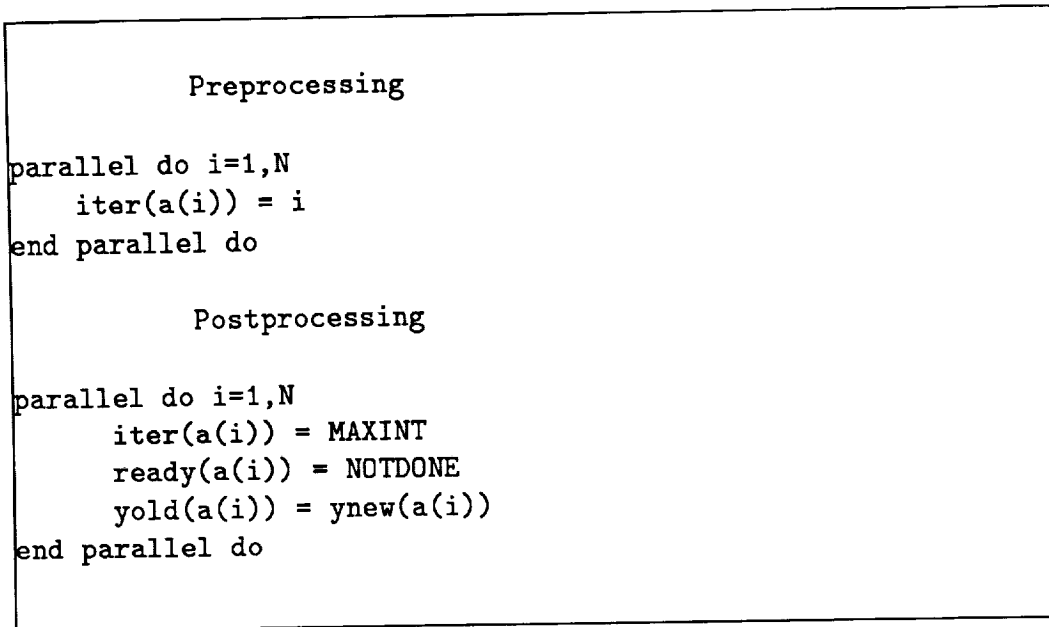 Preprocessing
parallel do i=1,N
iter(a(i)) = i
end parallel do
Postprocessing
parallel do i=1,N
iter(a(i)) = MAXINT
ready(a(i)) = NOTDONE
yold(a(i)) = ynew(a(i))
end parallel do